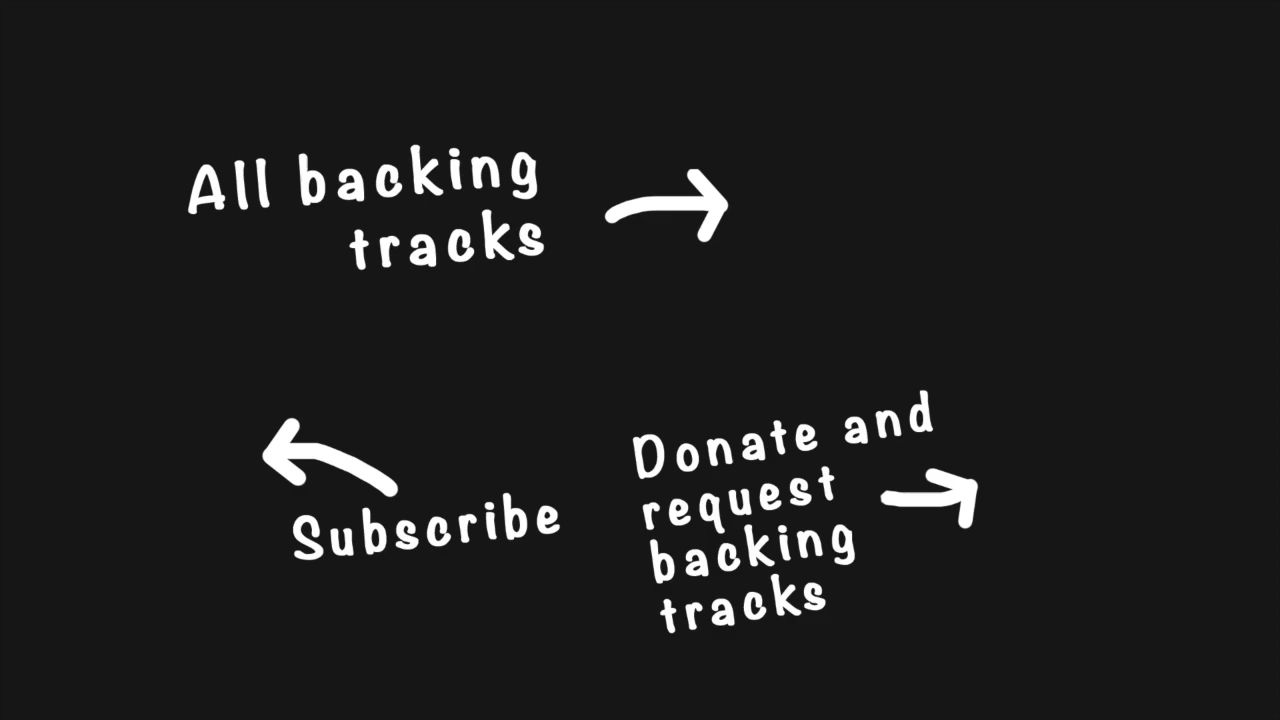 All backing
tracks
Subscribe
Donate and
request
backing
tracks